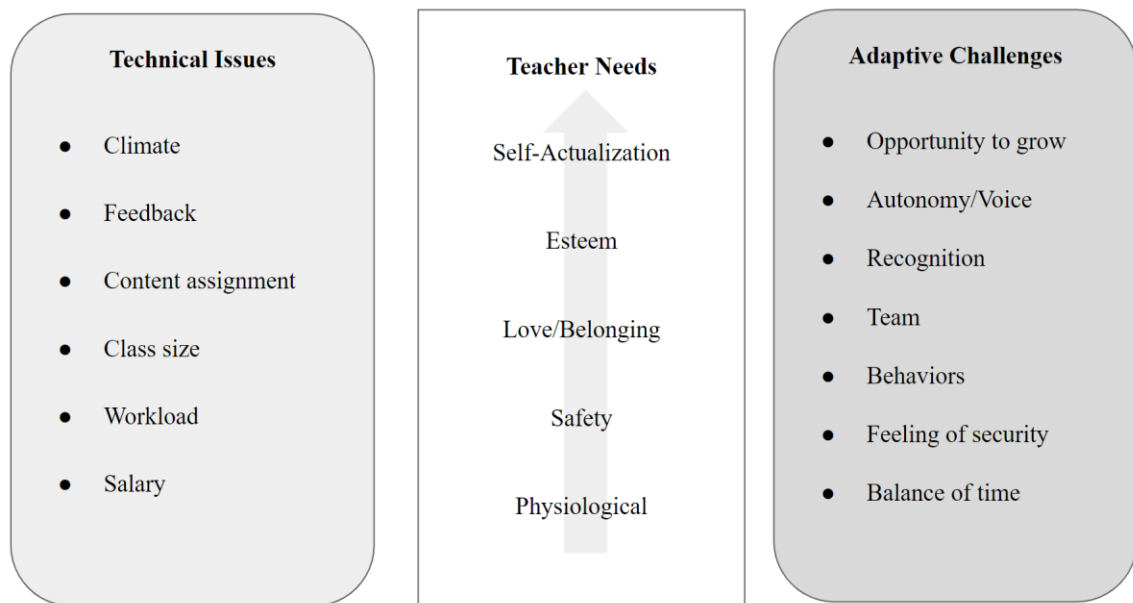 Technical Issues
● Climate
● Feedback
● Content assignment
● Class size
● Workload
● Salary
Teacher Needs
Self-Actualization
Esteem
Love/Belonging
Safety
Physiological
Adaptive Challenges
● Opportunity to grow
● Autonomy/Voice
● Recognition
● Team
● Behaviors
● Feeling of security
● Balance of time